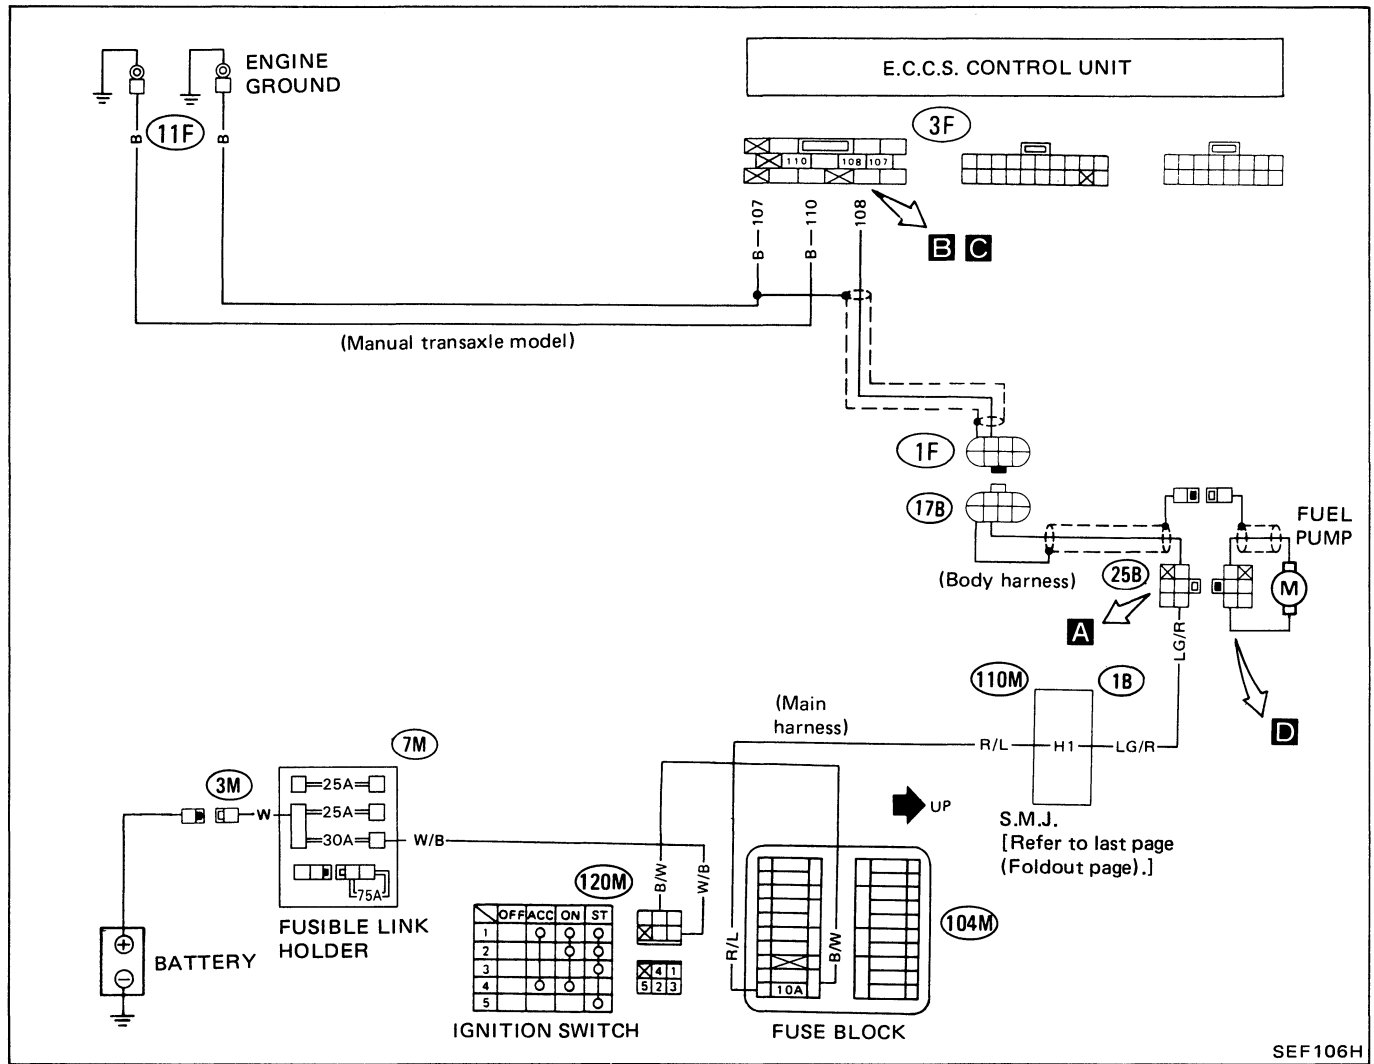 ENGINE
GROUND
E.C.C.S. CONTROL UNIT
11F
B
B
3F
110
108
107
107
110
108
B
B
B C
(Manual transaxle model)
1F
17B
FUEL
PUMP
(Body harness)
25B
M
A
LG/R
110M
1B
(Main
harness)
D
R/L
H1
LG/R
7M
3M
25A
25A
30A
75A
W
W/B
UP
S.M.J.
[Refer to last page
(Foldout page).]
B/W
W/B
120M
FUSIBLE LINK
HOLDER
OFF ACC ON ST
1
2
3
4
5
4 1
5 2 3
R/L
B/W
10A
104M
+
−
BATTERY
IGNITION SWITCH
FUSE BLOCK
SEF106H